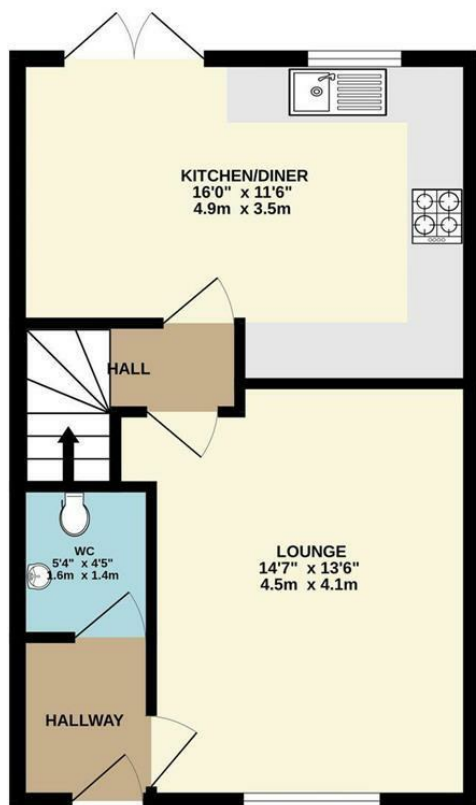 KITCHEN/DINER
16'0" x 11'6"
4.9m x 3.5m
HALL
WC
5'4" x 4'5"
1.6m x 1.4m
LOUNGE
14'7" x 13'6"
4.5m x 4.1m
HALLWAY